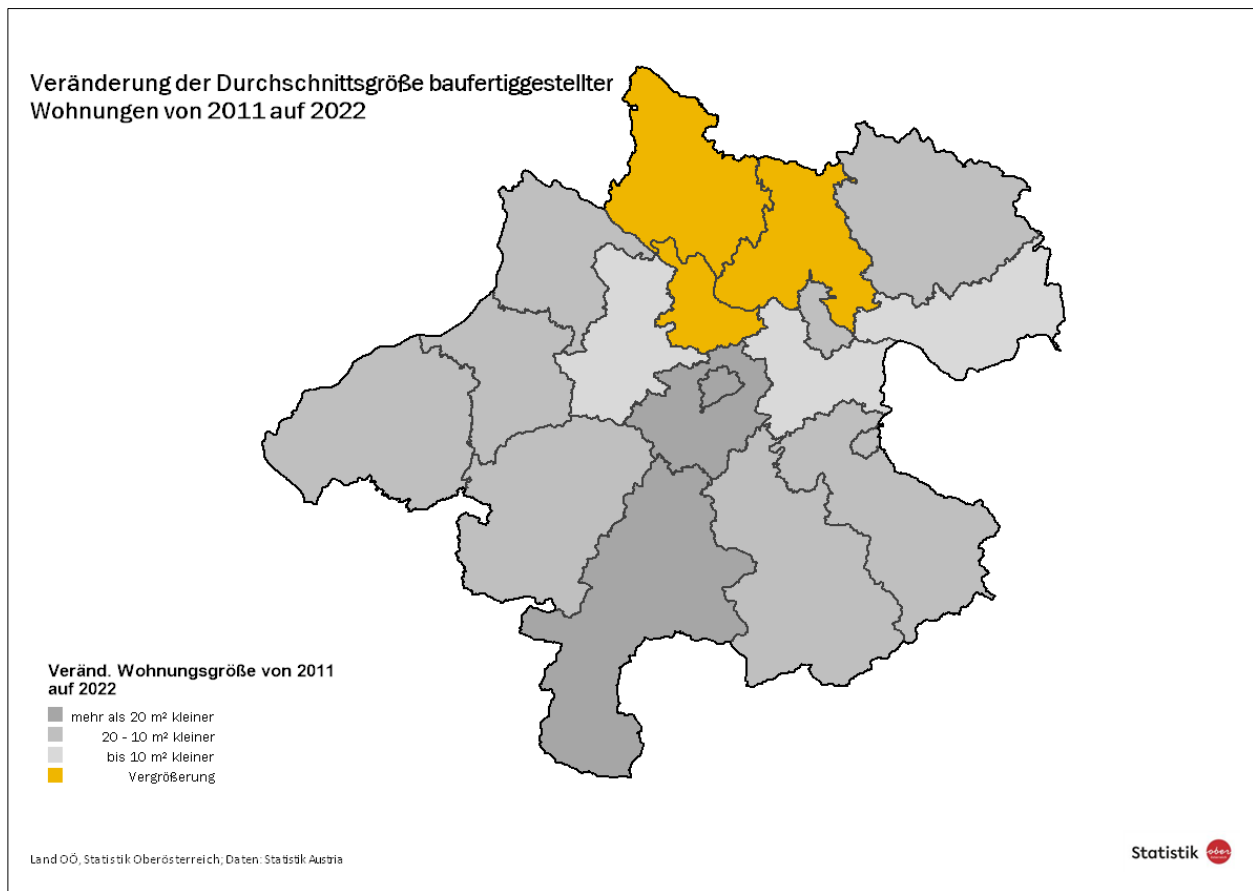 Veränderung der Durchschnittsgröße baufertiggestellter
Wohnungen von 2011 auf 2022
Veränd. Wohnungsgröße von 2011
auf 2022
mehr als 20 m² kleiner
20 - 10 m² kleiner
bis 10 m² kleiner
Vergrößerung
Land OÖ, Statistik Oberösterreich; Daten: Statistik Austria
Statistik ober